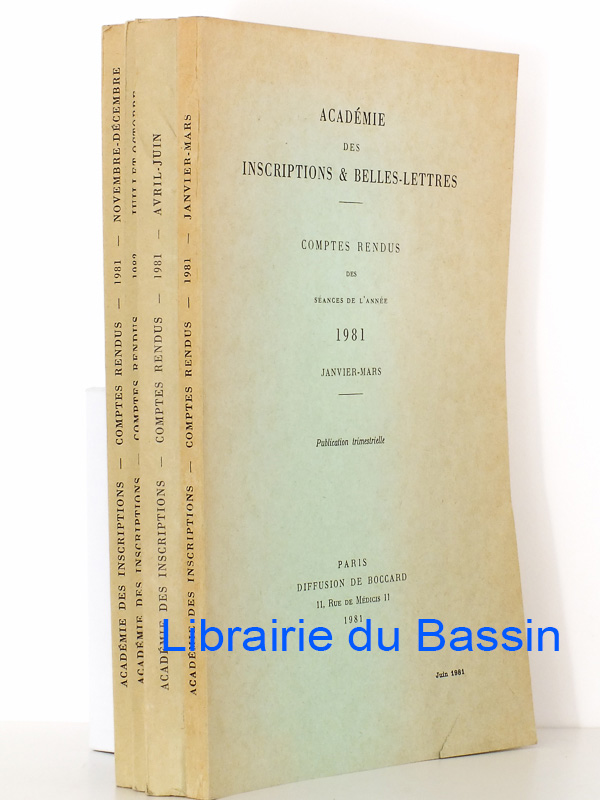 ACADÉMIE
DES
INSCRIPTIONS & BELLES-LETTRES
COMPTES RENDUS
DES
SÉANCES DE L'ANNÉE
1981
JANVIER-MARS
Publication trimestrielle
PARIS
DIFFUSION DE BOCCARD
11, RUE DE MÉDICIS 11
1981
Juin 1981
Librairie du Bassin
ACADÉMIE DES INSCRIPTIONS — COMPTES RENDUS — 1981 — NOVEMBRE-DÉCEMBRE
ACADÉMIE DES INSCRIPTIONS — COMPTES RENDUS — JUILLET-OCTOBRE
ACADÉMIE DES INSCRIPTIONS — COMPTES RENDUS — 1981 — AVRIL-JUIN
ACADÉMIE DES INSCRIPTIONS — COMPTES RENDUS — 1981 — JANVIER-MARS